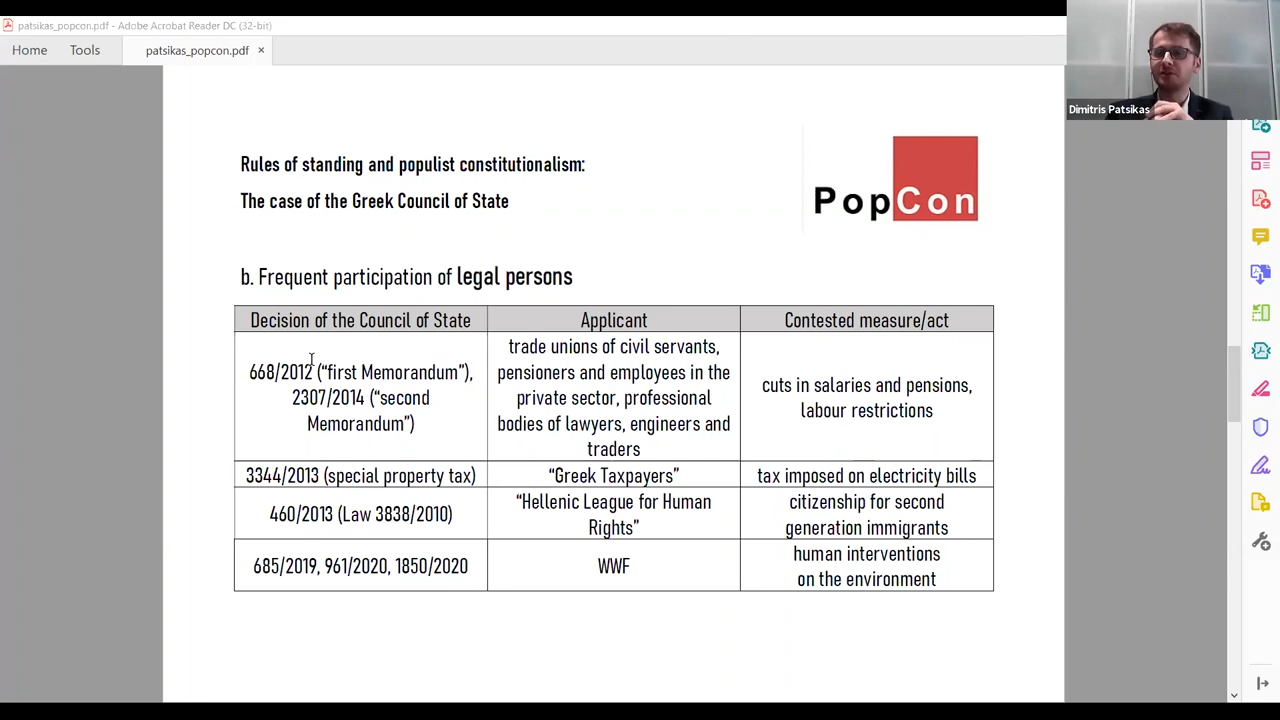 patsikas_popcon.pdf - Adobe Acrobat Reader DC (32-bit)
Home Tools patsikas_popcon.pdf ×
Dimitris Patsikas
Rules of standing and populist constitutionalism:
The case of the Greek Council of State
PopCon
b. Frequent participation of legal persons
Decision of the Council of State Applicant Contested measure/act
668/2012 (“first Memorandum”),
2307/2014 (“second
Memorandum”)
trade unions of civil servants,
pensioners and employees in the
private sector, professional
bodies of lawyers, engineers and
traders
cuts in salaries and pensions,
labour restrictions
3344/2013 (special property tax) “Greek Taxpayers” tax imposed on electricity bills
460/2013 (Law 3838/2010)
“Hellenic League for Human
Rights”
citizenship for second
generation immigrants
685/2019, 961/2020, 1850/2020
WWF
human interventions
on the environment